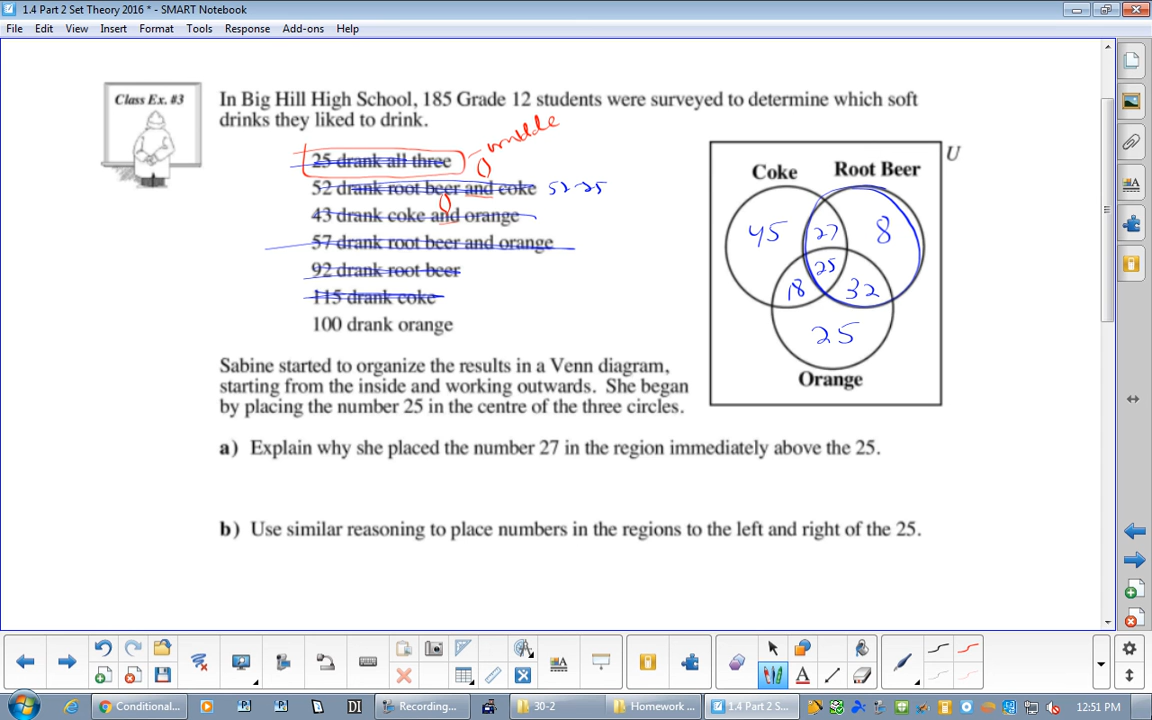 1.4 Part 2 Set Theory 2016 * - SMART Notebook
File Edit View Insert Format Tools Response Add-ons Help
Class Ex. #3
In Big Hill High School, 185 Grade 12 students were surveyed to determine which soft
drinks they liked to drink.
middle
25 drank all three
52 drank root beer and coke 52-25
43 drank coke and orange
57 drank root beer and orange
92 drank root beer
115 drank coke
100 drank orange
U
Coke Root Beer
45 27 8
25
18 32
25
Orange
Sabine started to organize the results in a Venn diagram,
starting from the inside and working outwards. She began
by placing the number 25 in the centre of the three circles.
a) Explain why she placed the number 27 in the region immediately above the 25.
b) Use similar reasoning to place numbers in the regions to the left and right of the 25.
Conditional... DI Recording... 30-2 Homework ... 1.4 Part 2 S... 12:51 PM